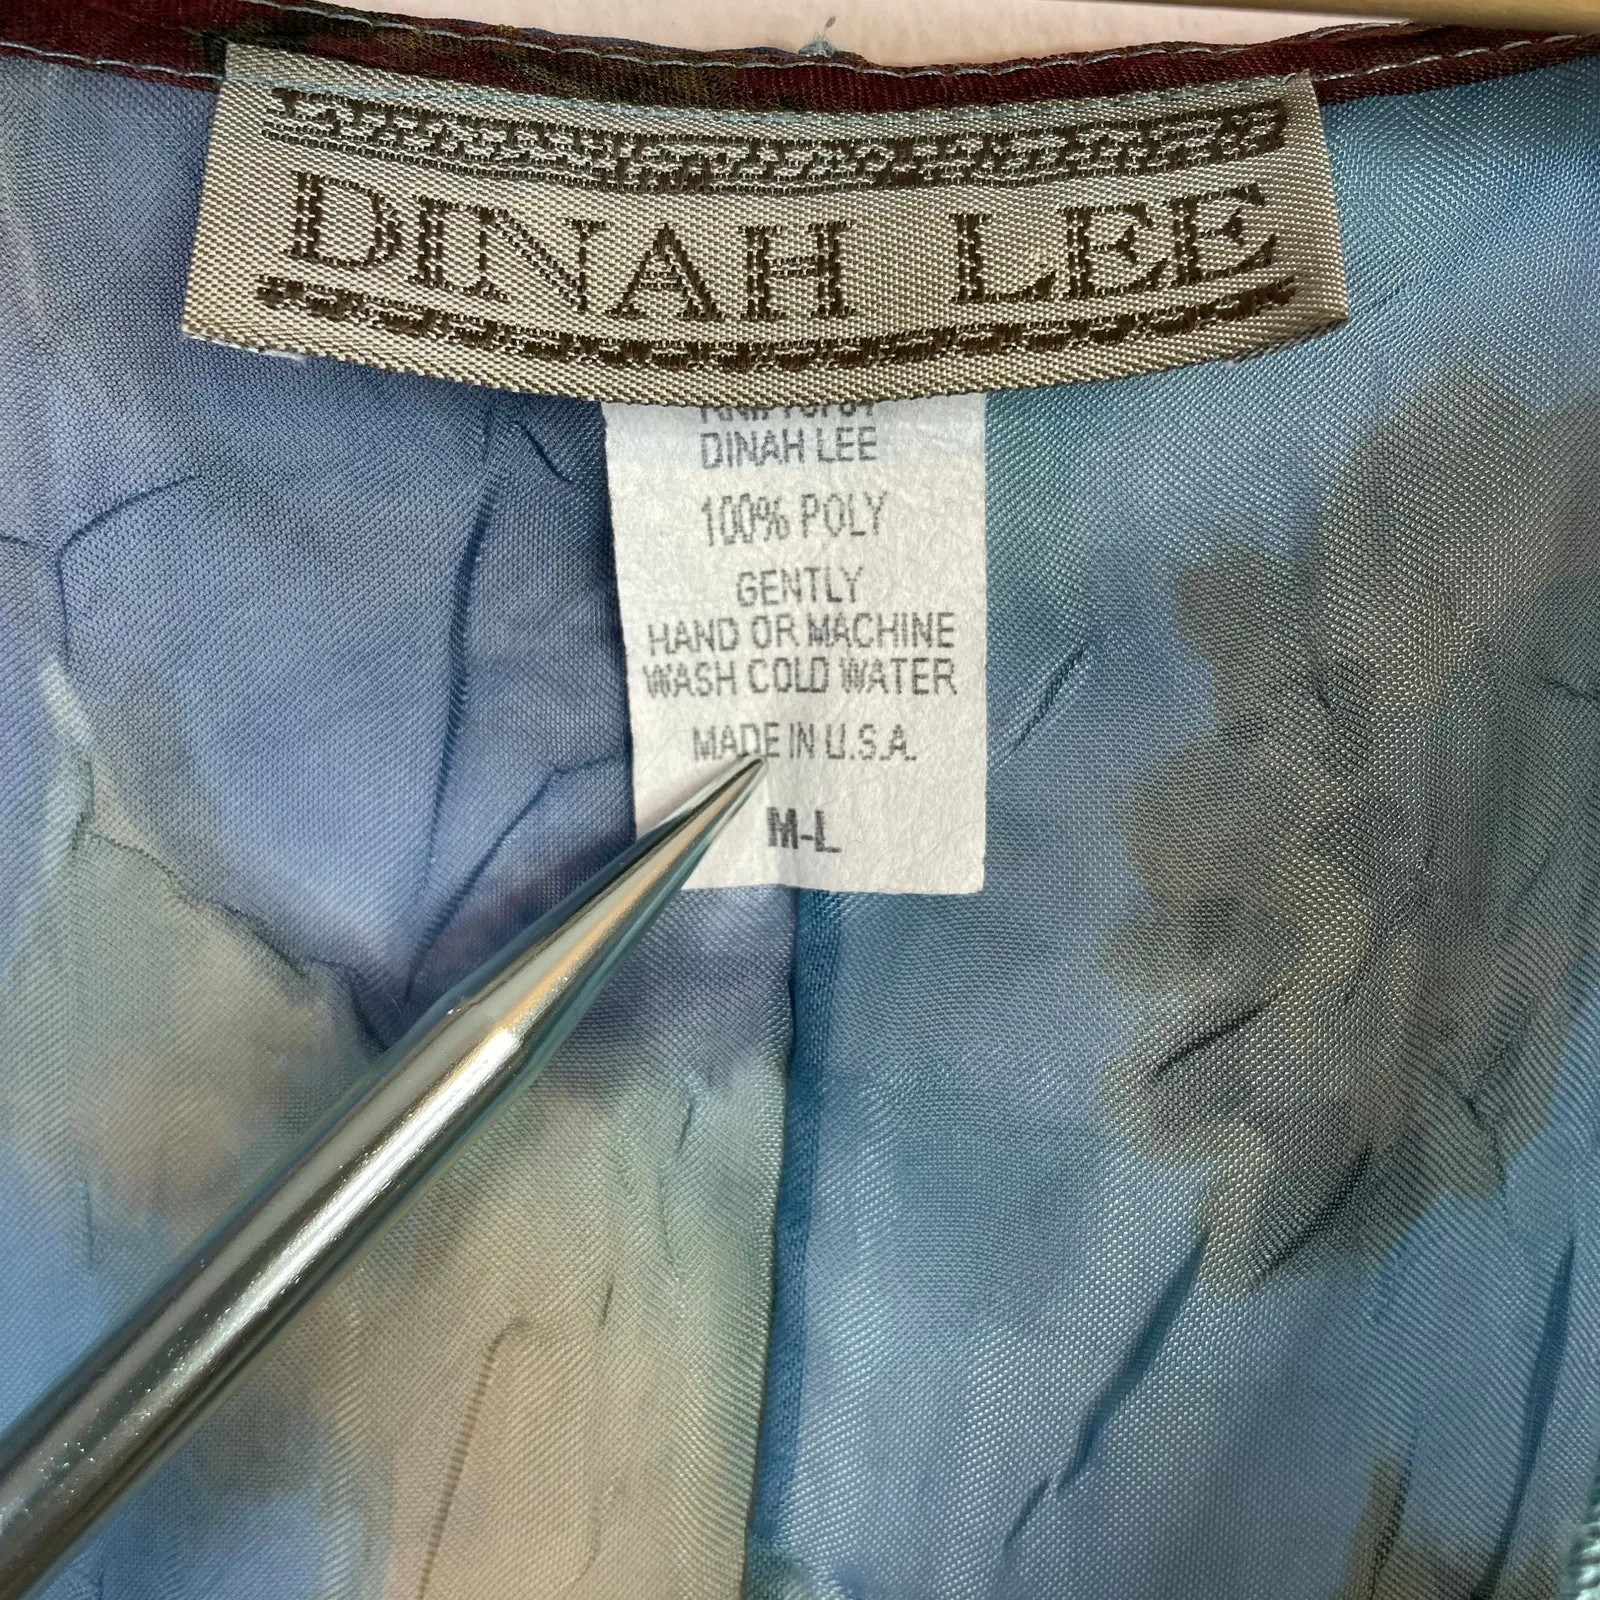 DINAH LEE
DINAH LEE
100% POLY
GENTLY
HAND OR MACHINE
WASH COLD WATER
MADE IN U.S.A.
M-L